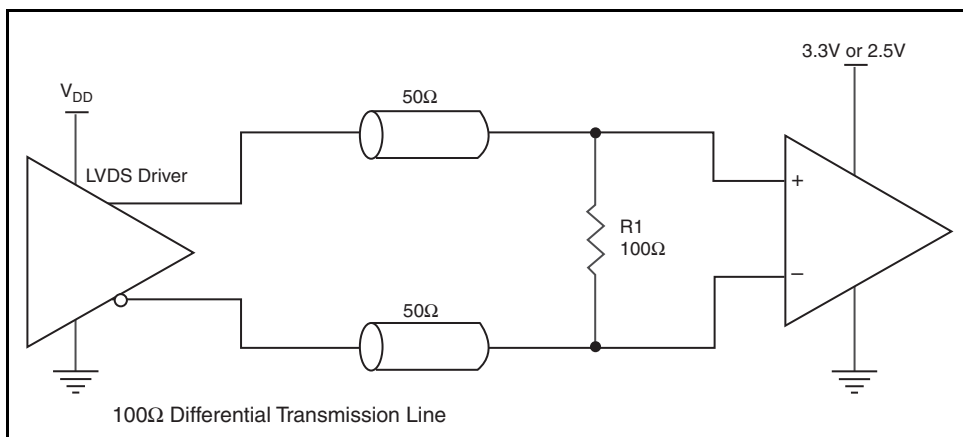 3.3V or 2.5V
V_DD
50Ω
LVDS Driver
+
R1
100Ω
−
50Ω
100Ω Differential Transmission Line